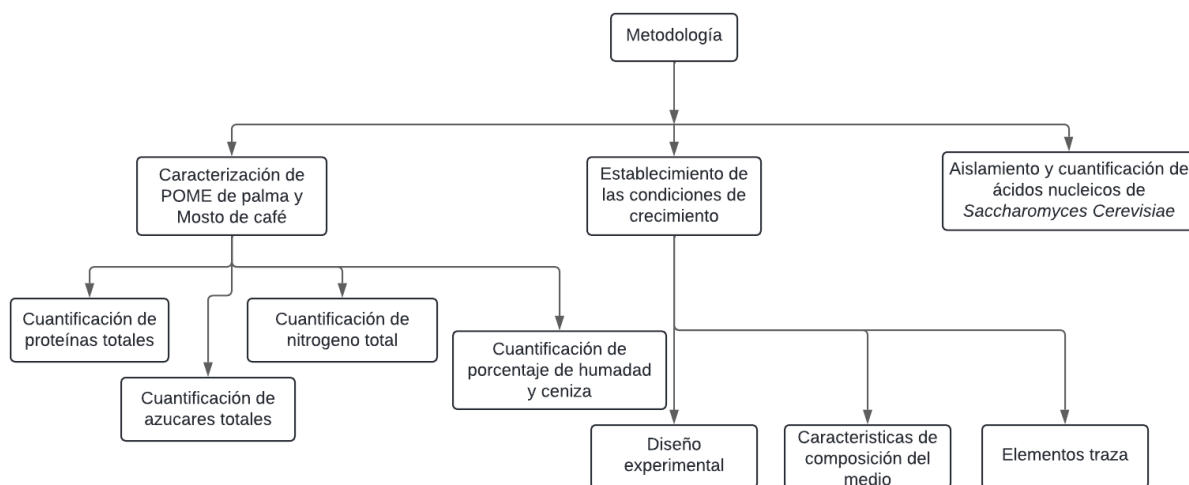 Metodología
Caracterización de
POME de palma y
Mosto de café
Establecimiento de
las condiciones de
crecimiento
Aislamiento y cuantificación de
ácidos nucleicos de
Saccharomyces Cerevisiae
Cuantificación de
proteínas totales
Cuantificación de
nitrogeno total
Cuantificación de
porcentaje de humadad
y ceniza
Cuantificación de
azucares totales
Diseño
experimental
Caracteristicas de
composición del
medio
Elementos traza